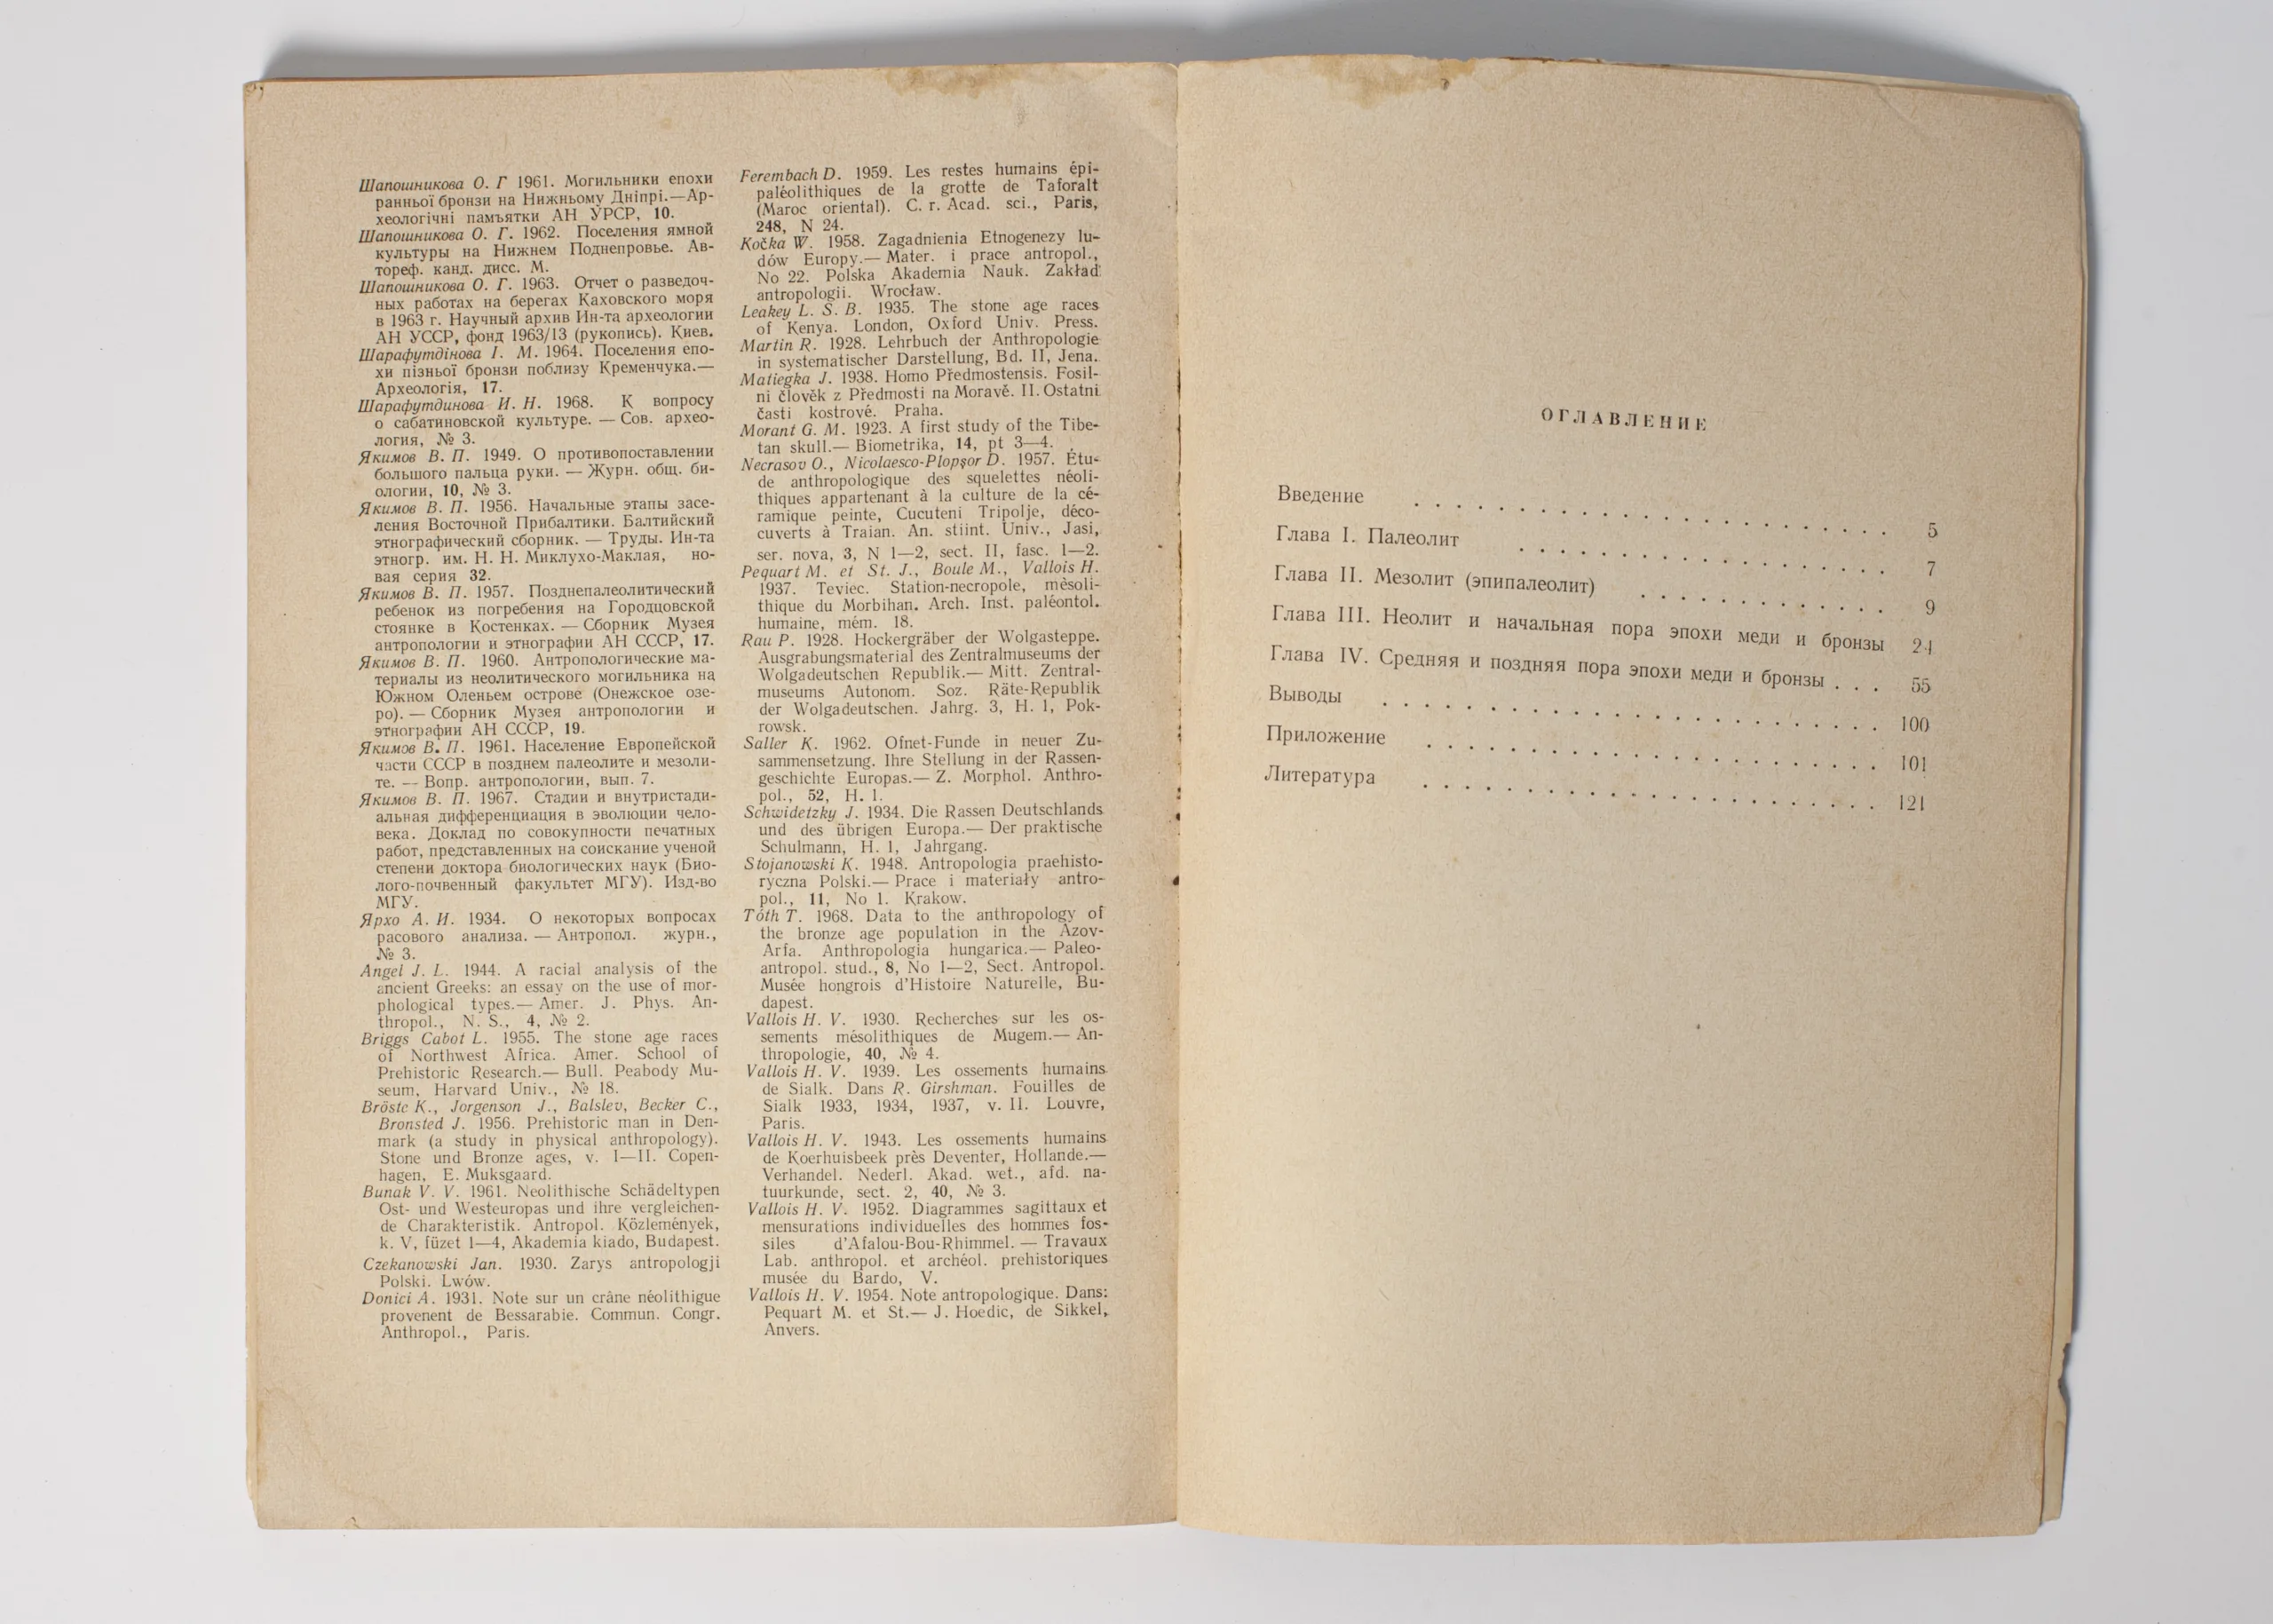 Шапошникова О. Г 1961. Могильники епохи
ранньої бронзи на Нижньому Дніпрі.—Ар-
хеологічні памъятки АН УРСР, 10.
Шапошникова О. Г. 1962. Поселения ямной
культуры на Нижнем Поднепровье. Ав-
тореф. канд. дисс. М.
Шапошникова О. Г. 1963. Отчет о разведоч-
ных работах на берегах Каховского моря
в 1963 г. Научный архив Ин-та археологии
АН УССР, фонд 1963/13 (рукопись). Киев.
Шарафутдінова І. М. 1964. Поселення епо-
хи пізньої бронзи поблизу Кременчука.—
Археологія, 17.
Шарафутдинова И. Н. 1968. К вопросу
о сабатиновской культуре. — Сов. архео-
логия, № 3.
Якимов В. П. 1949. О противопоставлении
большого пальца руки. — Журн. общ. би-
ологии, 10, № 3.
Якимов В. П. 1956. Начальные этапы засе-
ления Восточной Прибалтики. Балтийский
этнографический сборник. — Труды. Ин-та
этногр. им. Н. Н. Миклухо-Маклая, но-
вая серия 32.
Якимов В. П. 1957. Позднепалеолитический
ребенок из погребения на Городцовской
стоянке в Костенках. — Сборник Музея
антропологии и этнографии АН СССР, 17.
Якимов В. П. 1960. Антропологические ма-
териалы из неолитического могильника на
Южном Оленьем острове (Онежское озе-
ро). — Сборник Музея антропологии и
этнографии АН СССР, 19.
Якимов В. П. 1961. Население Европейской
части СССР в позднем палеолите и мезоли-
те. — Вопр. антропологии, вып. 7.
Якимов В. П. 1967. Стадии и внутристади-
альная дифференциация в эволюции чело-
века. Доклад по совокупности печатных
работ, представленных на соискание ученой
степени доктора биологических наук (Био-
лого-почвенный факультет МГУ). Изд-во
МГУ.
Ярхо А. И. 1934. О некоторых вопросах
расового анализа. — Антропол. журн.,
№ 3.
Angel J. L. 1944. A racial analysis of the
ancient Greeks: an essay on the use of mor-
phological types.— Amer. J. Phys. An-
thropol., N. S., 4, № 2.
Briggs Cabot L. 1955. The stone age races
of Northwest Africa. Amer. School of
Prehistoric Research.— Bull. Peabody Mu-
seum, Harvard Univ., № 18.
Bröste K., Jorgenson J., Balslev, Becker C.,
Bronsted J. 1956. Prehistoric man in Den-
mark (a study in physical anthropology).
Stone und Bronze ages, v. I—II. Copen-
hagen, E. Muksgaard.
Bunak V. V. 1961. Neolithische Schädeltypen
Ost- und Westeuropas und ihre vergleichen-
de Charakteristik. Antropol. Közlemények,
k. V, füzet 1—4, Akademia kiado, Budapest.
Czekanowski Jan. 1930. Zarys antropologji
Polski. Lwów.
Donici A. 1931. Note sur un crâne néolithigue
provenent de Bessarabie. Commun. Congr.
Anthropol., Paris.
Ferembach D. 1959. Les restes humains épi-
paléolithiques de la grotte de Taforalt
(Maroc oriental). C. r. Acad. sci., Paris,
248, N 24.
Kočka W. 1958. Zagadnienia Etnogenezy lu-
dów Europy.— Mater. i prace antropol.,
No 22. Polska Akademia Nauk. Zakład
antropologii. Wrocław.
Leakey L. S. B. 1935. The stone age races
of Kenya. London, Oxford Univ. Press.
Martin R. 1928. Lehrbuch der Anthropologie
in systematischer Darstellung, Bd. II, Jena.
Matiegka J. 1938. Homo Předmostensis. Fosil-
ni člověk z Předmosti na Moravě. II. Ostatni
časti kostrové. Praha.
Morant G. M. 1923. A first study of the Tibe-
tan skull.— Biometrika, 14, pt 3—4.
Necrasov O., Nicolaesco-Plopşor D. 1957. Étu-
de anthropologique des squelettes néoli-
thiques appartenant à la culture de la cé-
ramique peinte, Cucuteni Tripolje, déco-
cuverts à Traian. An. stiint. Univ., Jasi,
ser. nova, 3, N 1—2, sect. II, fasc. 1—2.
Pequart M. et St. J., Boule M., Vallois H.
1937. Teviec. Station-necropole, mèsoli-
thique du Morbihan. Arch. Inst. paléontol.
humaine, mém. 18.
Rau P. 1928. Hockergräber der Wolgasteppe.
Ausgrabungsmaterial des Zentralmuseums der
Wolgadeutschen Republik.— Mitt. Zentral-
museums Autonom. Soz. Räte-Republik
der Wolgadeutschen. Jahrg. 3, H. 1, Pok-
rowsk.
Saller K. 1962. Ofnet-Funde in neuer Zu-
sammensetzung. Ihre Stellung in der Rassen-
geschichte Europas.— Z. Morphol. Anthro-
pol., 52, H. 1.
Schwidetzky J. 1934. Die Rassen Deutschlands
und des übrigen Europa.— Der praktische
Schulmann, H. 1, Jahrgang.
Stojanowski K. 1948. Antropologia praehisto-
ryczna Polski.— Prace i materiały antro-
pol., 11, No 1. Krakow.
Tóth T. 1968. Data to the anthropology of
the bronze age population in the Azov-
Arfa. Anthropologia hungarica.— Paleo-
antropol. stud., 8, No 1—2, Sect. Antropol.
Musée hongrois d'Histoire Naturelle, Bu-
dapest.
Vallois H. V. 1930. Recherches sur les os-
sements mésolithiques de Mugem.— An-
thropologie, 40, № 4.
Vallois H. V. 1939. Les ossements humains
de Sialk. Dans R. Girshman. Fouilles de
Sialk 1933, 1934, 1937, v. II. Louvre,
Paris.
Vallois H. V. 1943. Les ossements humains
de Koerhuisbeek près Deventer, Hollande.—
Verhandel. Nederl. Akad. wet., afd. na-
tuurkunde, sect. 2, 40, № 3.
Vallois H. V. 1952. Diagrammes sagittaux et
mensurations individuelles des hommes fos-
siles d'Afalou-Bou-Rhimmel. — Travaux
Lab. anthropol. et archéol. prehistoriques
musée du Bardo, V.
Vallois H. V. 1954. Note antropologique. Dans:
Pequart M. et St.— J. Hoedic, de Sikkel,
Anvers.
ОГЛАВЛЕНИЕ
Введение . . . . . . . . . . . . . . . . . . . . . . . . . 5
Глава I. Палеолит . . . . . . . . . . . . . . . . . . . 7
Глава II. Мезолит (эпипалеолит) . . . . . . . . . . . . . 9
Глава III. Неолит и начальная пора эпохи меди и бронзы 24
Глава IV. Средняя и поздняя пора эпохи меди и бронзы . . . 55
Выводы . . . . . . . . . . . . . . . . . . . . . . . . . 100
Приложение . . . . . . . . . . . . . . . . . . . . . . . 101
Литература . . . . . . . . . . . . . . . . . . . . . . . 121